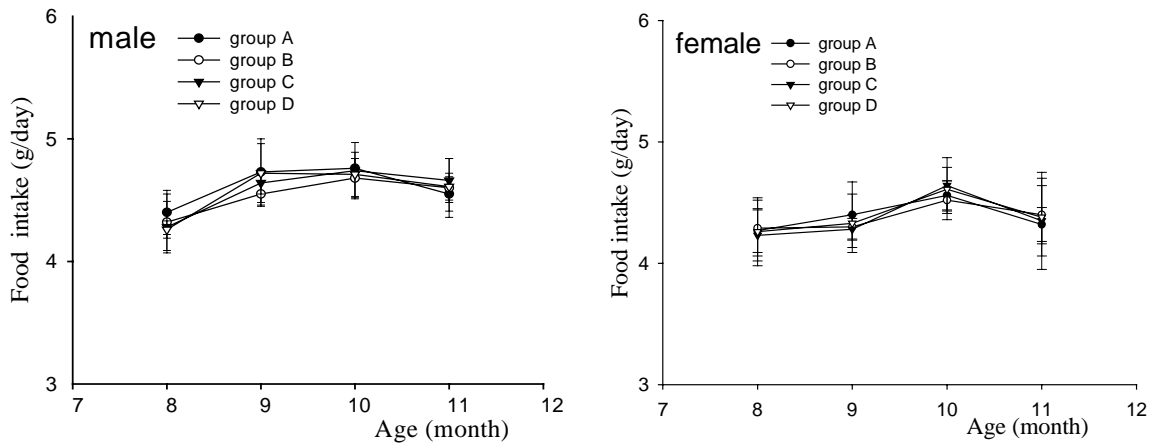 male
group A
group B
group C
group D
6
5
4
3
Food intake (g/day)
7 8 9 10 11 12
Age (month)
female
group A
group B
group C
group D
6
5
4
3
Food intake (g/day)
7 8 9 10 11 12
Age (month)